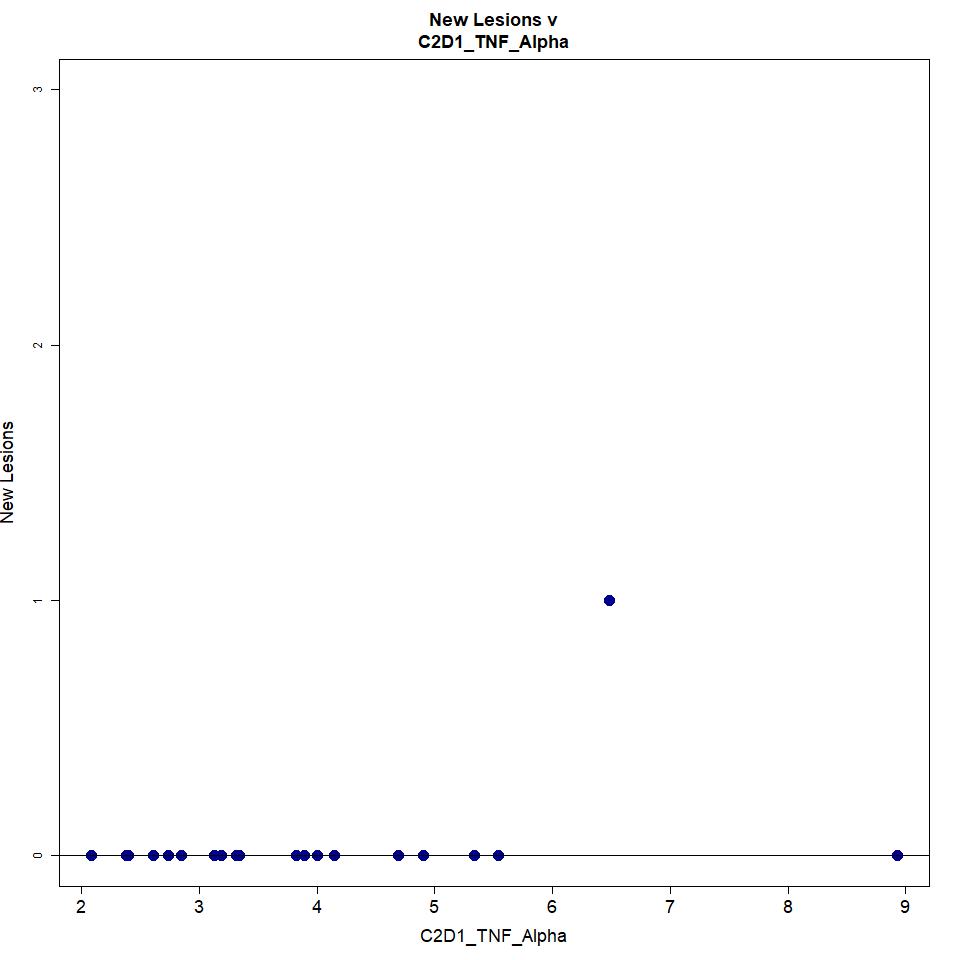 New Lesions v
C2D1_TNF_Alpha
3
2
1
0
New Lesions
2 3 4 5 6 7 8 9
C2D1_TNF_Alpha